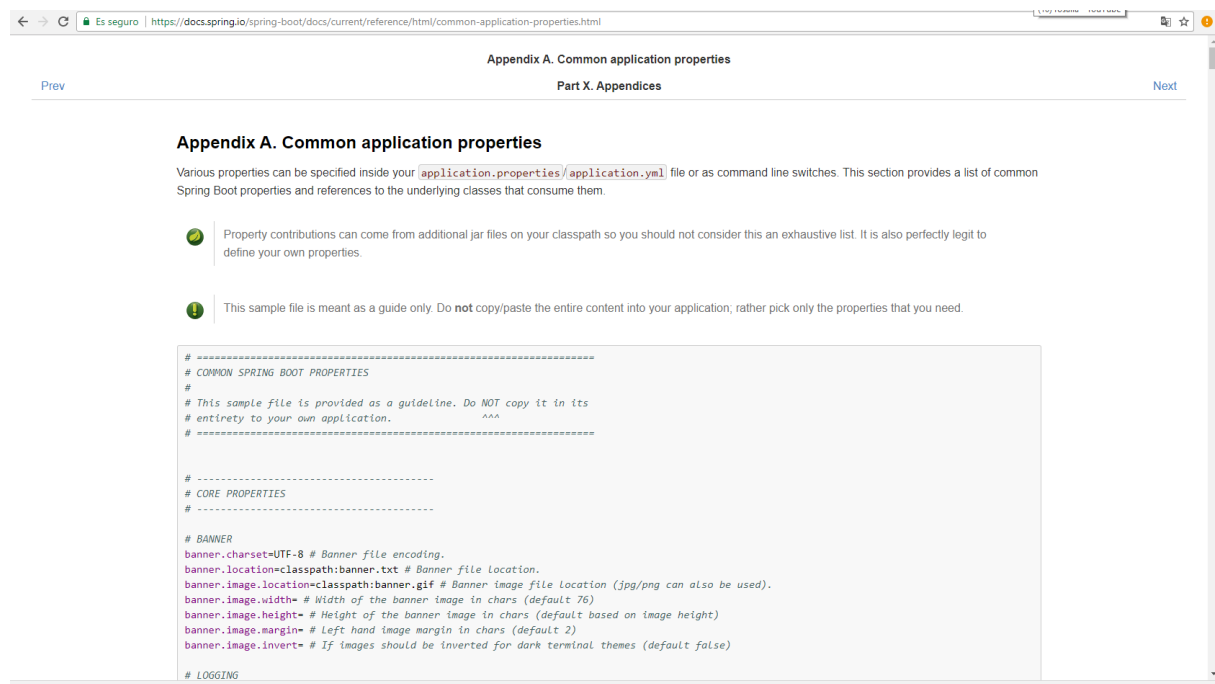 Es seguro | https://docs.spring.io/spring-boot/docs/current/reference/html/common-application-properties.html
Appendix A. Common application properties
Prev Part X. Appendices Next
Appendix A. Common application properties
Various properties can be specified inside your application.properties/application.yml file or as command line switches. This section provides a list of common
Spring Boot properties and references to the underlying classes that consume them.
Property contributions can come from additional jar files on your classpath so you should not consider this an exhaustive list. It is also perfectly legit to
define your own properties.
This sample file is meant as a guide only. Do not copy/paste the entire content into your application; rather pick only the properties that you need.
# ===================================================================
# COMMON SPRING BOOT PROPERTIES
#
# This sample file is provided as a guideline. Do NOT copy it in its
# entirety to your own application. ^^^
# ===================================================================
# ----------------------------------------
# CORE PROPERTIES
# ----------------------------------------
# BANNER
banner.charset=UTF-8 # Banner file encoding.
banner.location=classpath:banner.txt # Banner file location.
banner.image.location=classpath:banner.gif # Banner image file location (jpg/png can also be used).
banner.image.width= # Width of the banner image in chars (default 76)
banner.image.height= # Height of the banner image in chars (default based on image height)
banner.image.margin= # Left hand image margin in chars (default 2)
banner.image.invert= # If images should be inverted for dark terminal themes (default false)
# LOGGING